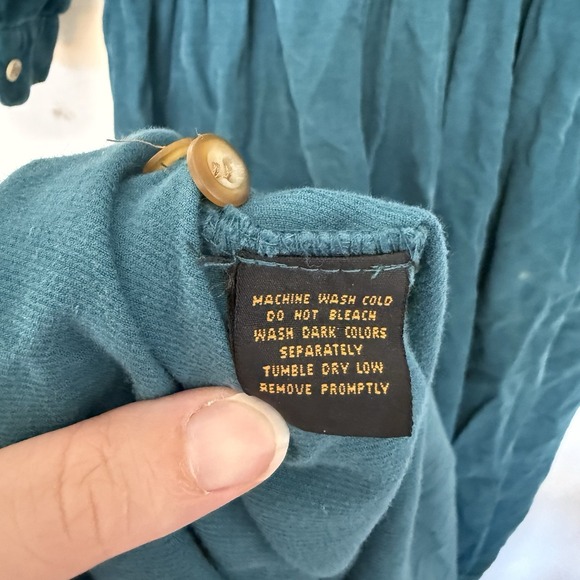 MACHINE WASH COLD
DO NOT BLEACH
WASH DARK COLORS
SEPARATELY
TUMBLE DRY LOW
REMOVE PROMPTLY